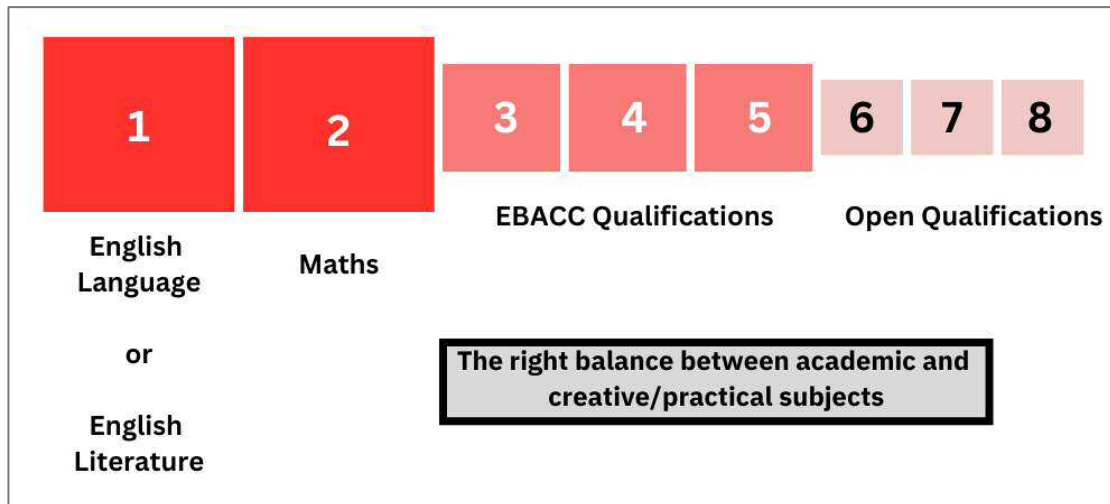 1
2
3
4
5
6
7
8
EBACC Qualifications
Open Qualifications
English
Language
Maths
or
English
Literature
The right balance between academic and
creative/practical subjects